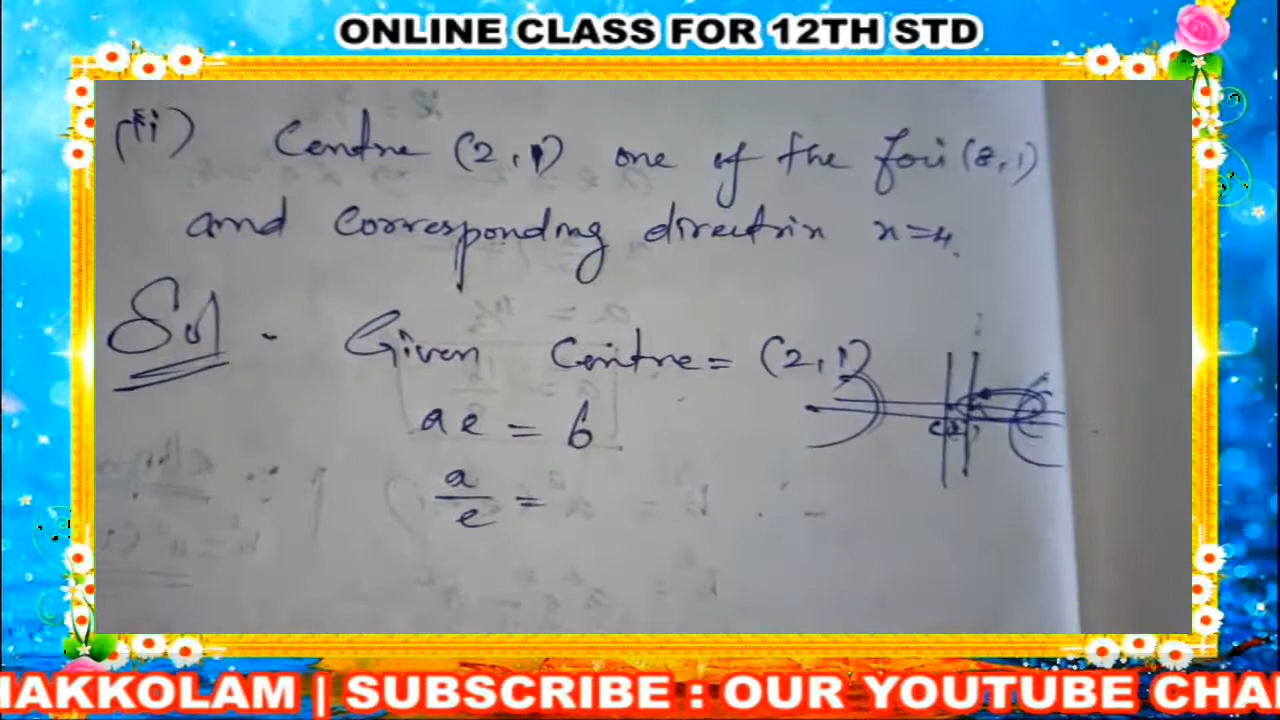 ONLINE CLASS FOR 12TH STD
(ii) Centre (2,1) one of the foci (8,1)
and corresponding directrix x=4.
Sol. Given Centre = (2,1)
ae = 6
a/e =
HAKKOLAM | SUBSCRIBE : OUR YOUTUBE CHA